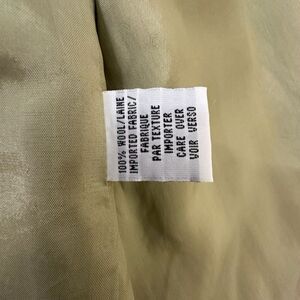 100% WOOL/LAINE
IMPORTED FABRIC/
FABRIQUE
PAR TEXTURE
IMPORTER
CARE OVER
VOIR VERSO